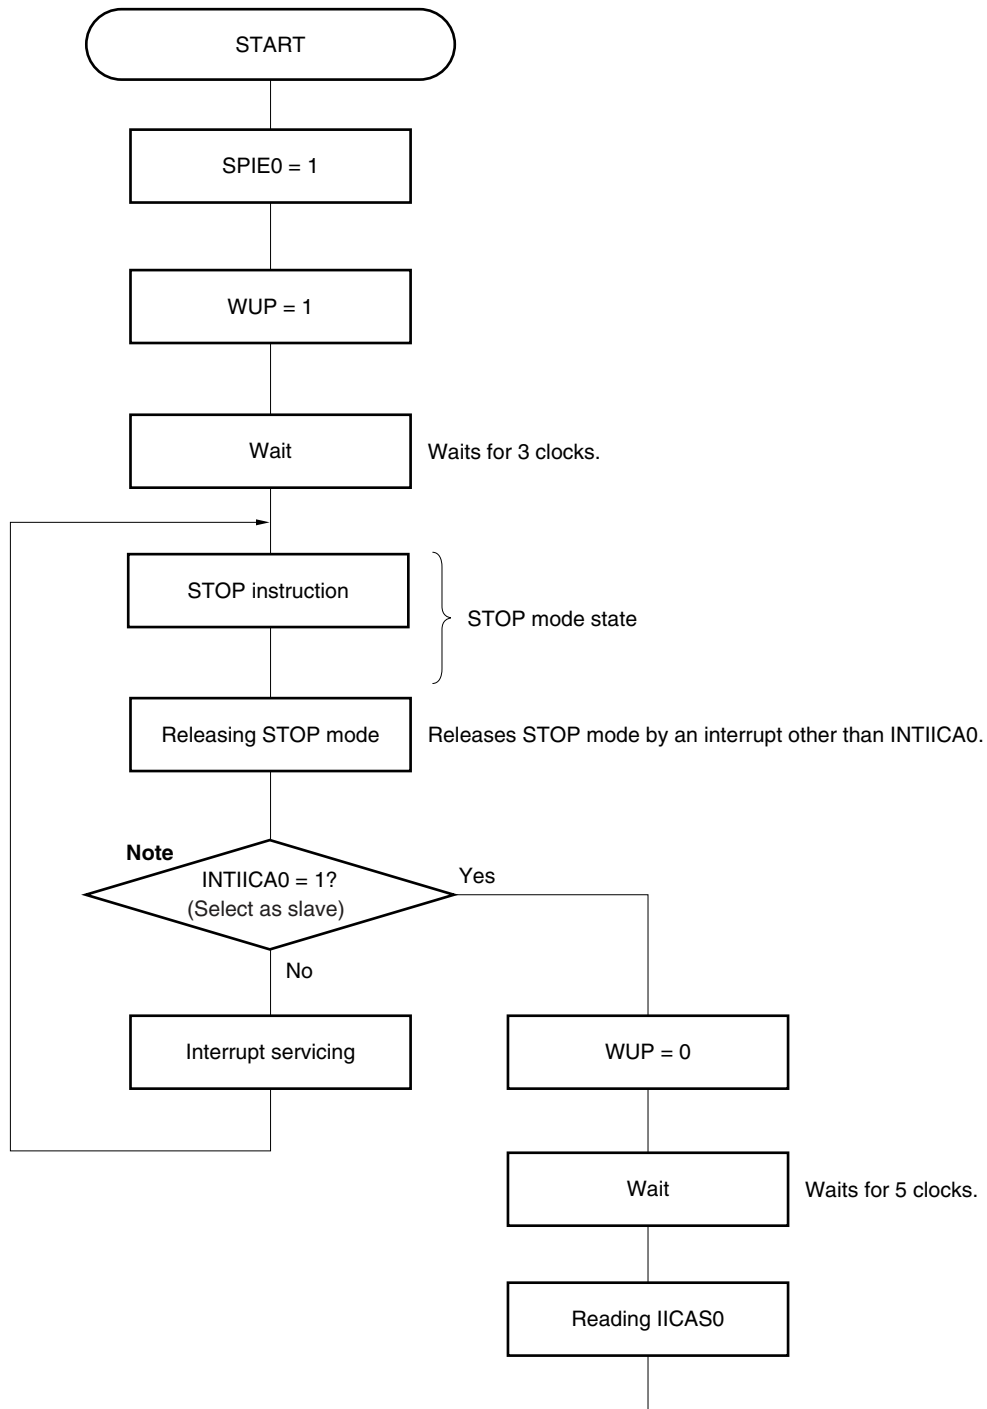 START
SPIE0 = 1
WUP = 1
Wait
Waits for 3 clocks.
STOP instruction
STOP mode state
Releasing STOP mode
Releases STOP mode by an interrupt other than INTIICA0.
Note
INTIICA0 = 1?
(Select as slave)
Yes
No
Interrupt servicing
WUP = 0
Wait
Waits for 5 clocks.
Reading IICAS0